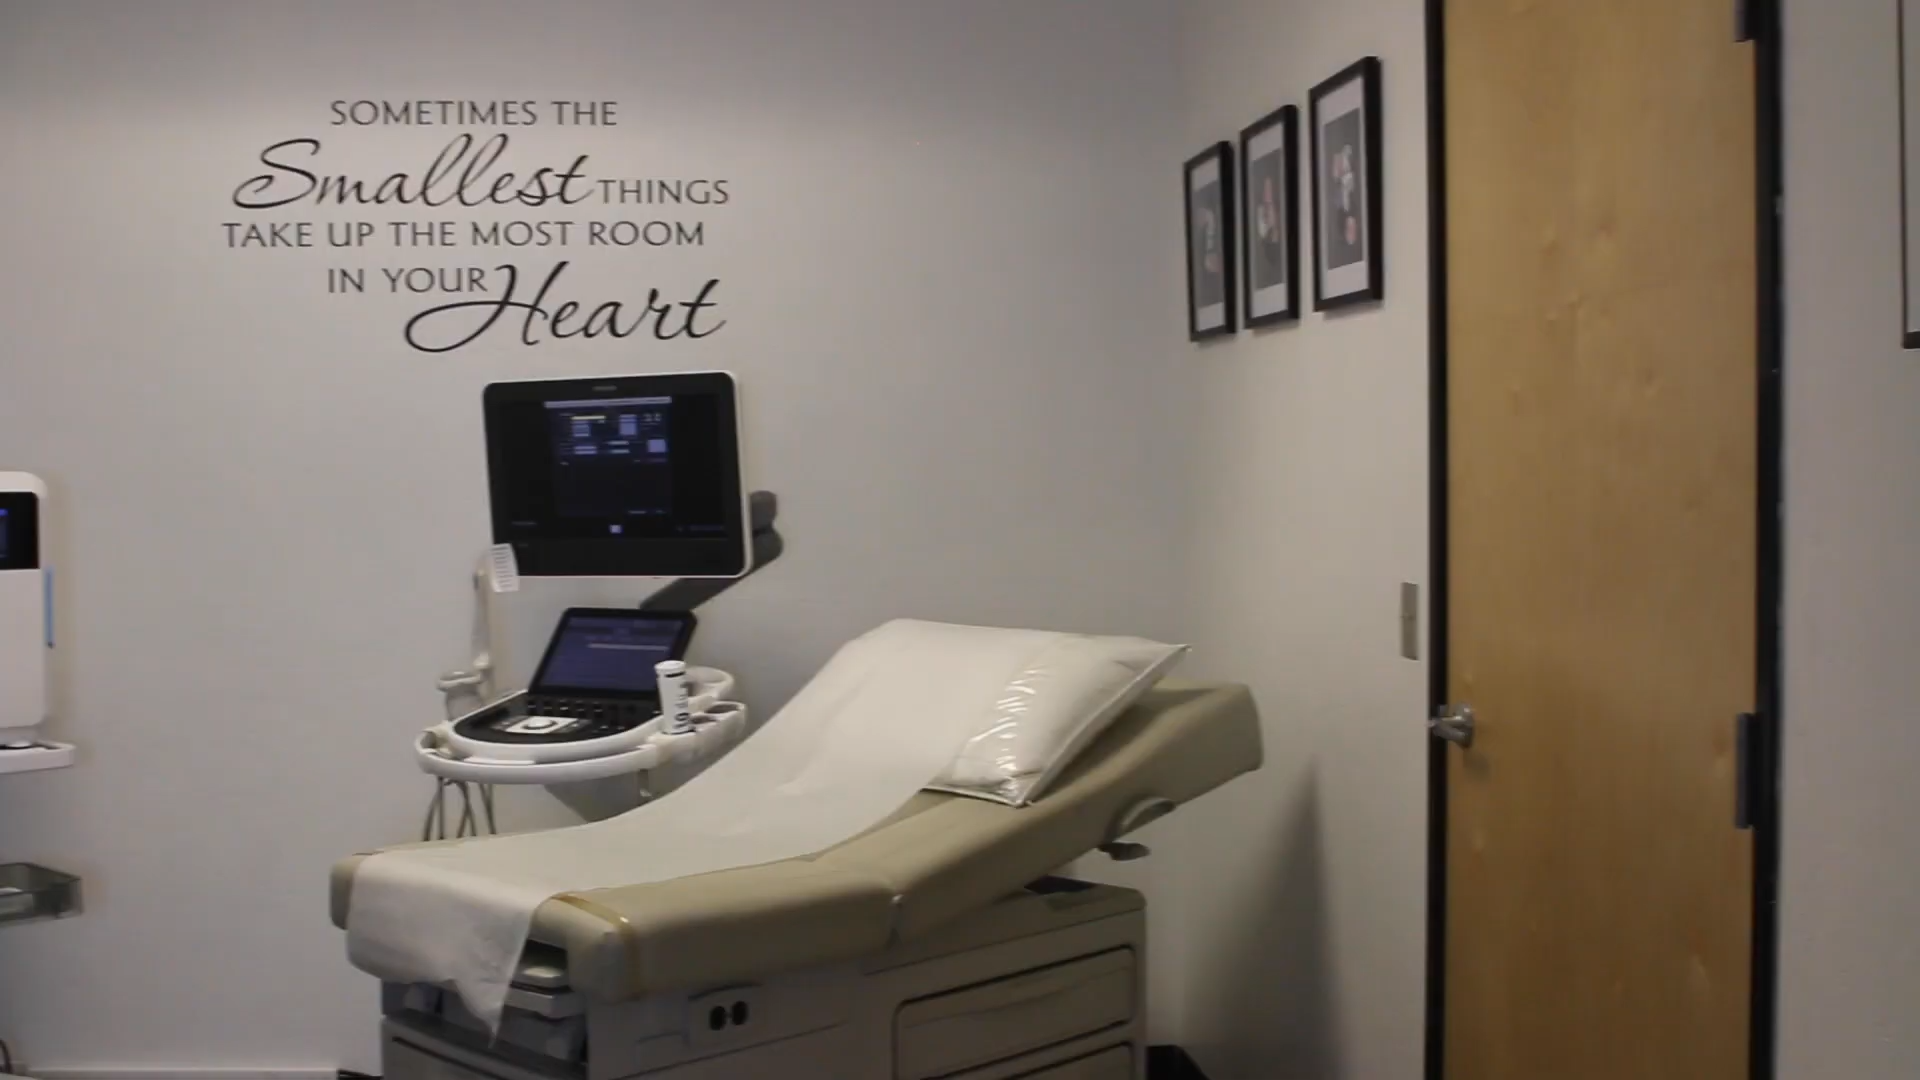 SOMETIMES THE
Smallest THINGS
TAKE UP THE MOST ROOM
IN YOUR Heart